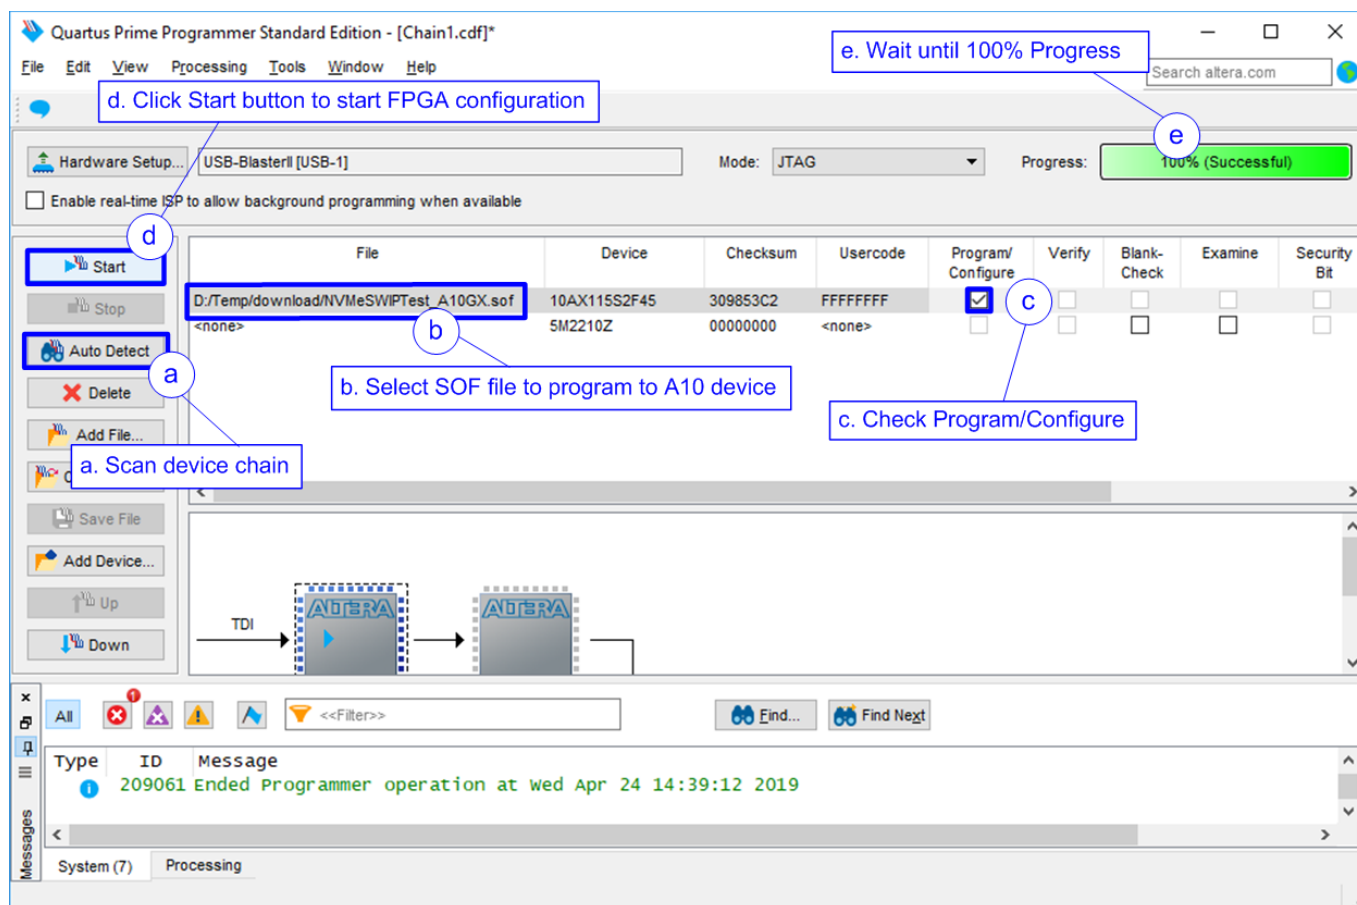 Quartus Prime Programmer Standard Edition - [Chain1.cdf]*
File Edit View Processing Tools Window Help
e. Wait until 100% Progress
Search altera.com
d. Click Start button to start FPGA configuration
e
Hardware Setup... USB-BlasterII [USB-1] Mode: JTAG Progress: 100% (Successful)
Enable real-time ISP to allow background programming when available
d
File Device Checksum Usercode Program/ Configure Verify Blank- Check Examine Security Bit
Start
D:/Temp/download/NVMeSWIPTest_A10GX.sof 10AX115S2F45 309853C2 FFFFFFFF
c
Stop
<none> 5M2210Z 00000000 <none>
b
Auto Detect
a
b. Select SOF file to program to A10 device
Delete
c. Check Program/Configure
Add File...
a. Scan device chain
Save File
Add Device...
Up
TDI
ALTERA
ALTERA
Down
1
All <<Filter>> Find... Find Next
Type ID Message
209061 Ended Programmer operation at Wed Apr 24 14:39:12 2019
Messages
System (7) Processing